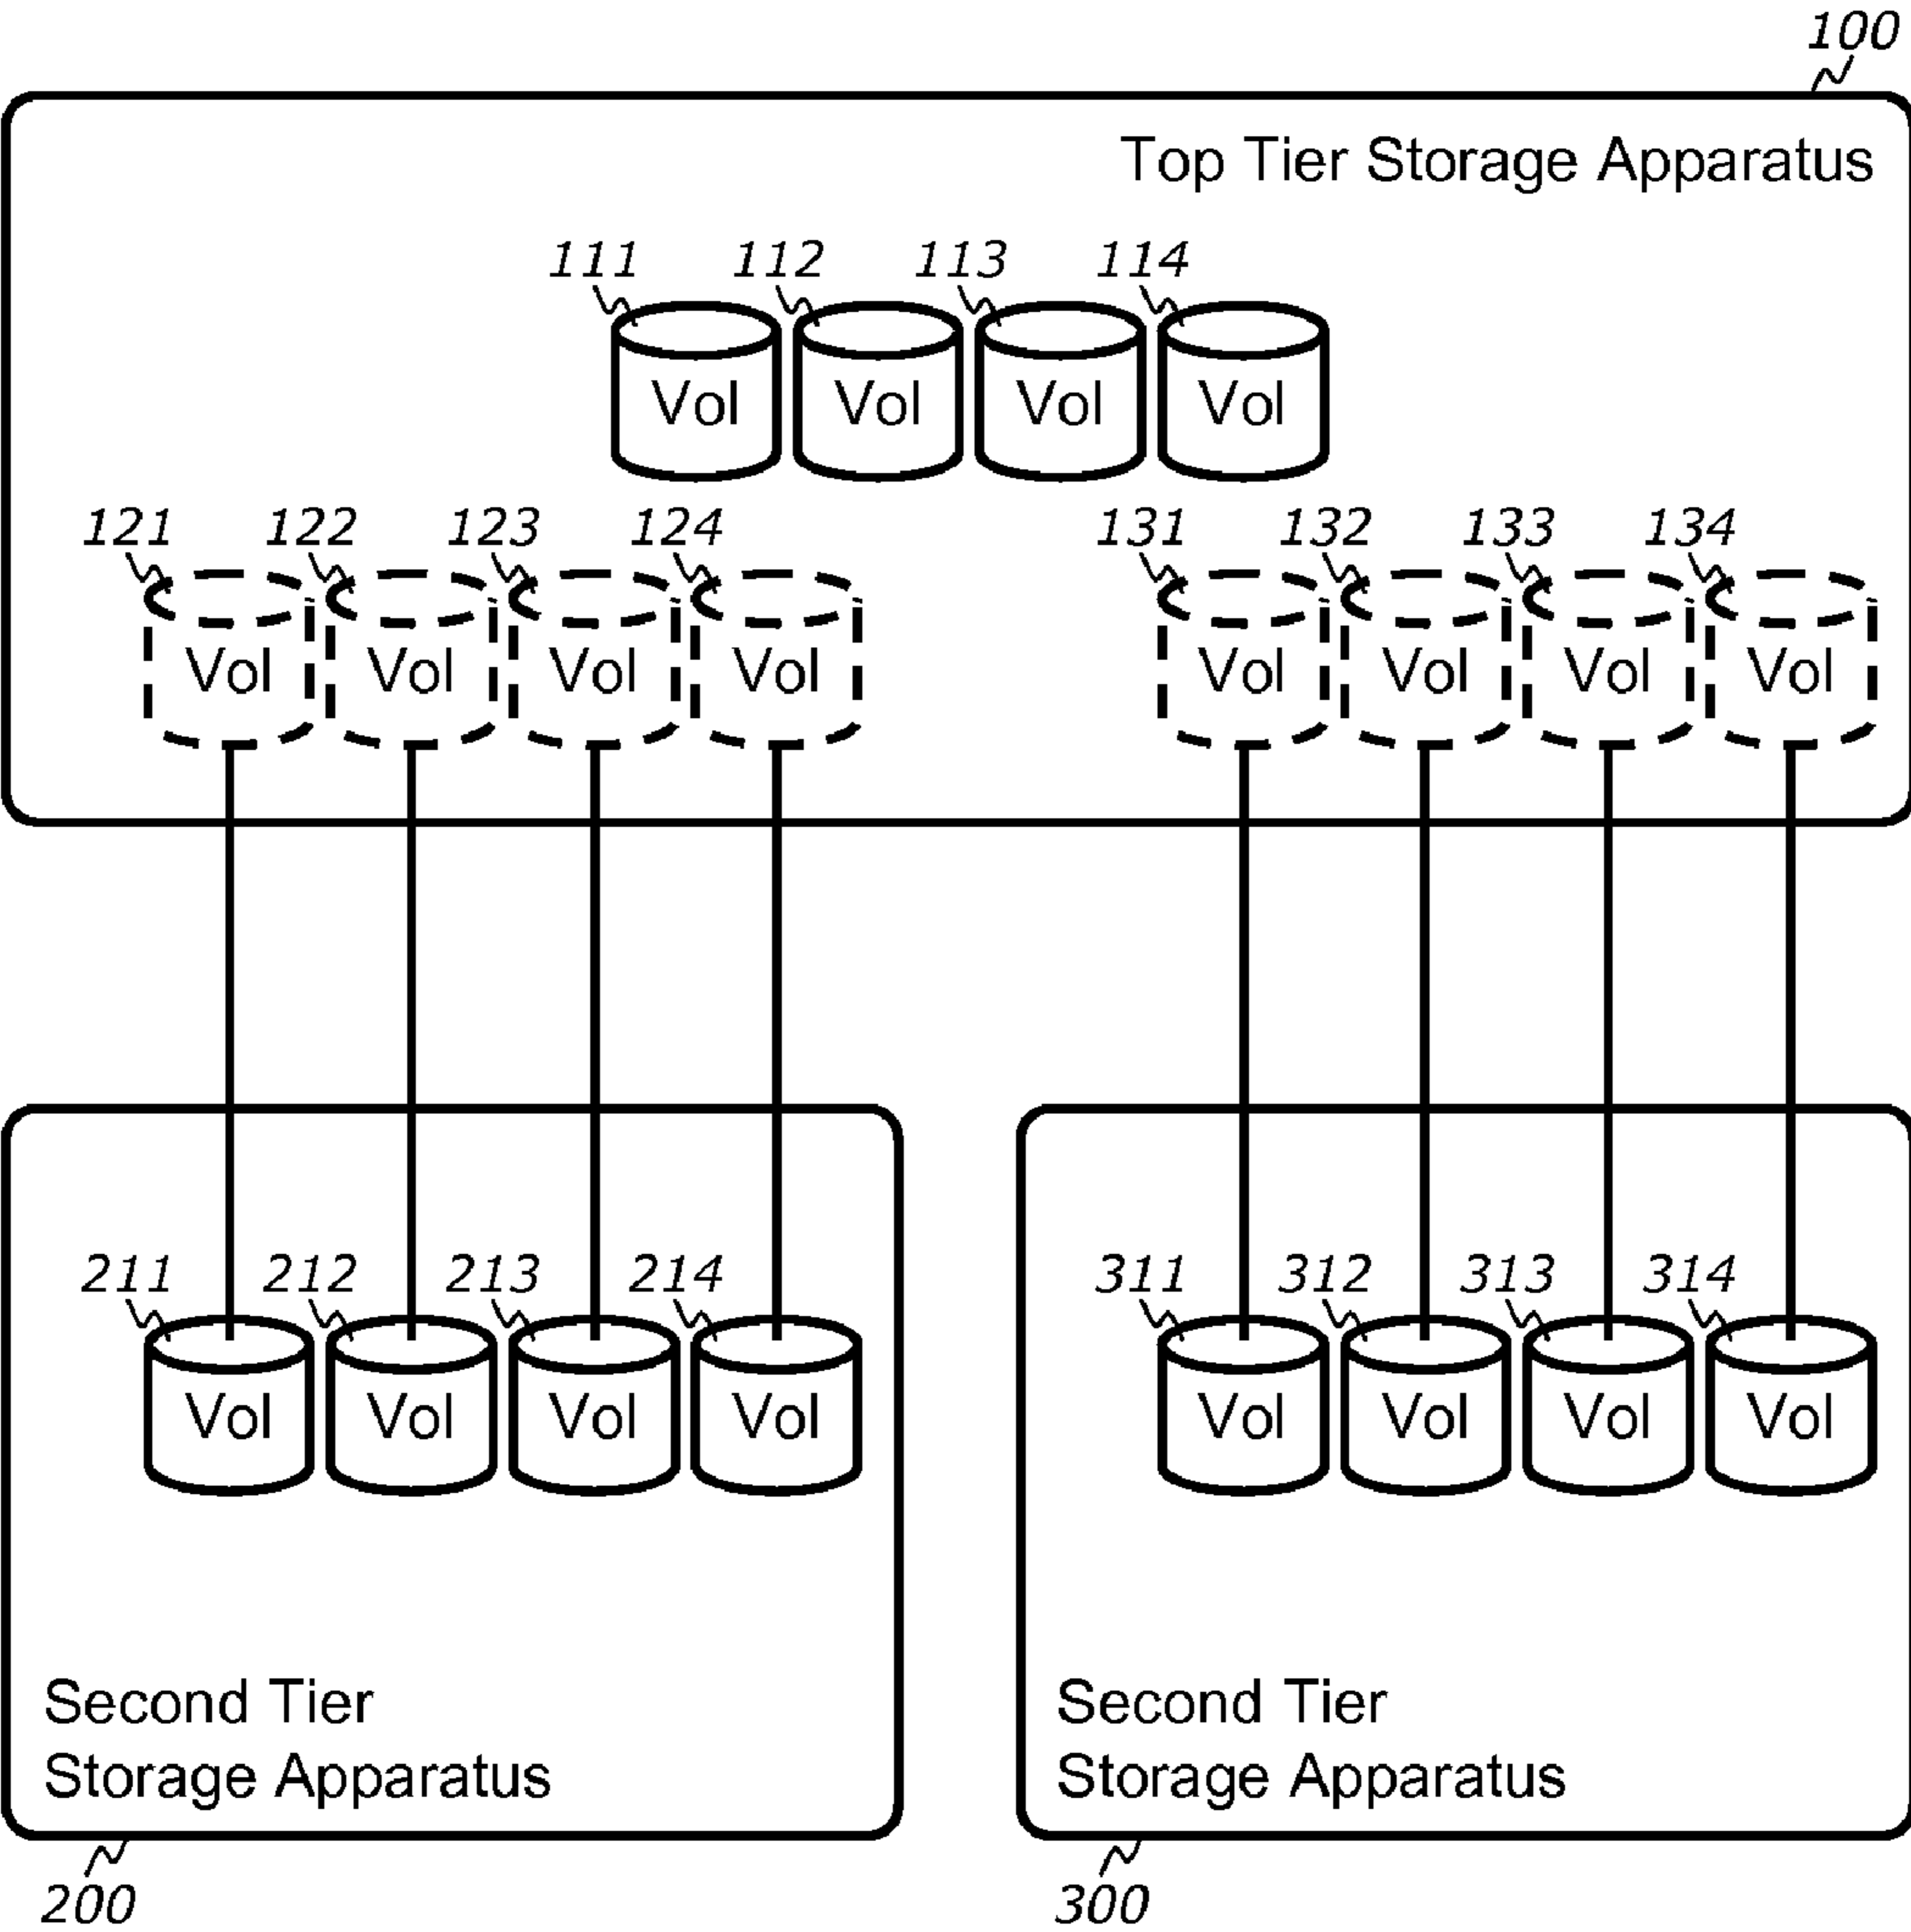 100
Top Tier Storage Apparatus
111 112 113 114
Vol Vol Vol Vol
121 122 123 124 131 132 133 134
Vol Vol Vol Vol Vol Vol Vol Vol
211 212 213 214 311 312 313 314
Vol Vol Vol Vol Vol Vol Vol Vol
Second Tier
Storage Apparatus
Second Tier
Storage Apparatus
200 300